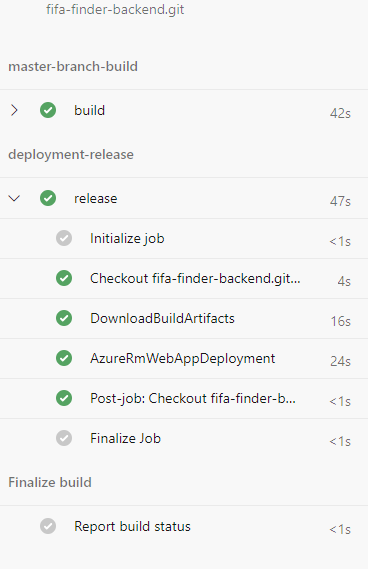 fifa-finder-backend.git
master-branch-build
build 42s
deployment-release
release 47s
Initialize job <1s
Checkout fifa-finder-backend.git... 4s
DownloadBuildArtifacts 16s
AzureRmWebAppDeployment 24s
Post-job: Checkout fifa-finder-b... <1s
Finalize Job <1s
Finalize build
Report build status <1s